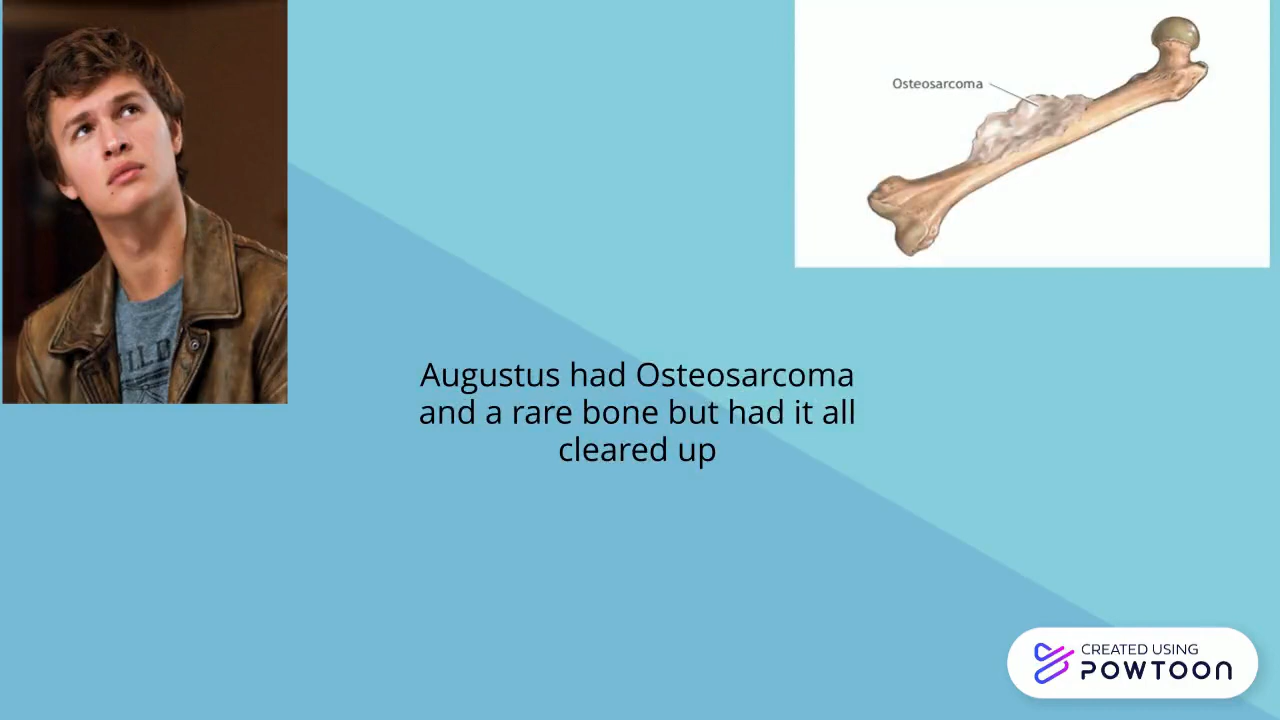 Osteosarcoma
Augustus had Osteosarcoma
and a rare bone but had it all
cleared up
CREATED USING
POWTOON